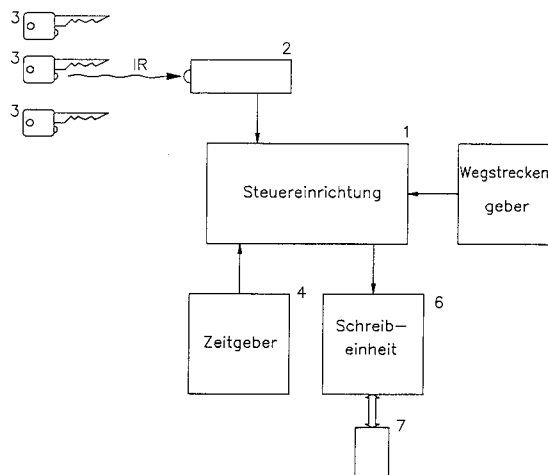 3
3
IR
2
3
1
Steuereinrichtung
Wegstrecken
geber
4
Zeitgeber
6
Schreib-
einheit
7